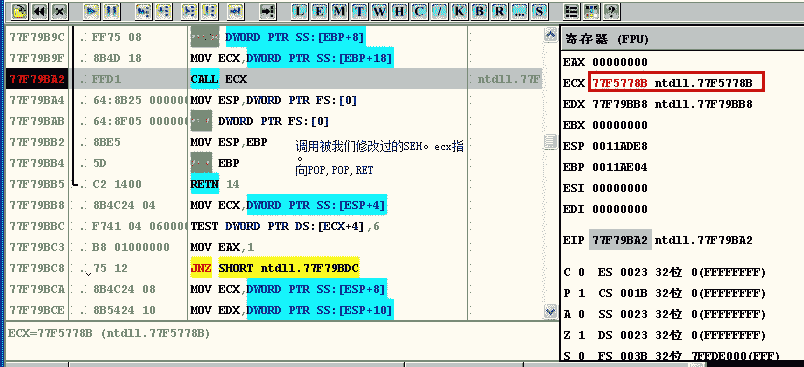 L E M T W H C / K B R ... S
77F79B9C . FF75 08 DWORD PTR SS:[EBP+8]
77F79B9F . 8B4D 18 MOV ECX,DWORD PTR SS:[EBP+18]
77F79BA2 . FFD1 CALL ECX ntdll.77F
77F79BA4 . 64:8B25 000000 MOV ESP,DWORD PTR FS:[0]
77F79BAB . 64:8F05 000000 DWORD PTR FS:[0]
77F79BB2 . 8BE5 MOV ESP,EBP
77F79BB4 . 5D EBP
77F79BB5 . C2 1400 RETN 14
77F79BB8 . 8B4C24 04 MOV ECX,DWORD PTR SS:[ESP+4]
77F79BBC . F741 04 060000 TEST DWORD PTR DS:[ECX+4],6
77F79BC3 . B8 01000000 MOV EAX,1
77F79BC8 . 75 12 JNZ SHORT ntdll.77F79BDC
77F79BCA . 8B4C24 08 MOV ECX,DWORD PTR SS:[ESP+8]
77F79BCE . 8B5424 10 MOV EDX,DWORD PTR SS:[ESP+10]
调用被我们修改过的SEH。ecx指
向POP,POP,RET
。
ECX=77F5778B (ntdll.77F5778B)
寄存器 (FPU)
EAX 00000000
ECX 77F5778B ntdll.77F5778B
EDX 77F79BB8 ntdll.77F79BB8
EBX 00000000
ESP 0011ADE8
EBP 0011AE04
ESI 00000000
EDI 00000000
EIP 77F79BA2 ntdll.77F79BA2
C 0 ES 0023 32位 0(FFFFFFFF)
P 1 CS 001B 32位 0(FFFFFFFF)
A 0 SS 0023 32位 0(FFFFFFFF)
Z 1 DS 0023 32位 0(FFFFFFFF)
S 0 FS 003B 32位 7FFDE000(FFF)